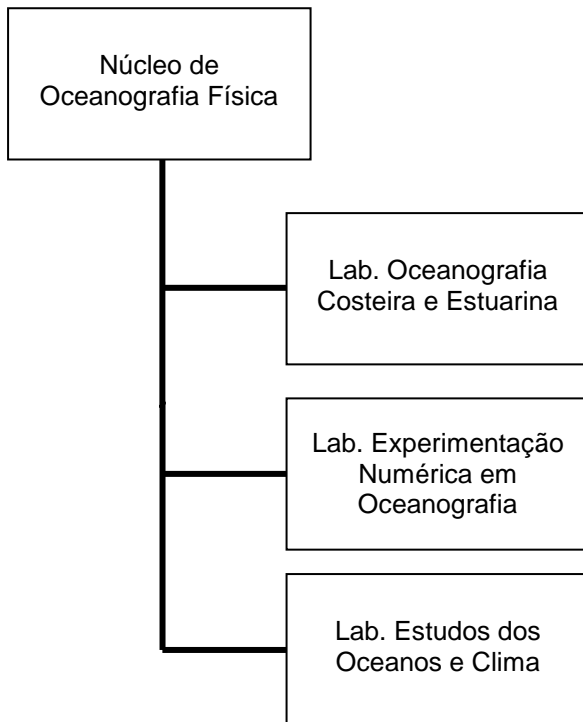 Núcleo de
Oceanografia Física
Lab. Oceanografia
Costeira e Estuarina
Lab. Experimentação
Numérica em
Oceanografia
Lab. Estudos dos
Oceanos e Clima